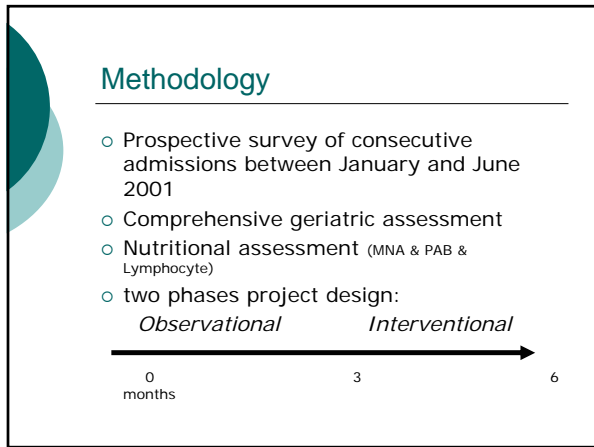 Methodology
Prospective survey of consecutive
admissions between January and June
2001
Comprehensive geriatric assessment
Nutritional assessment (MNA & PAB &
Lymphocyte)
two phases project design:
Observational Interventional
0 3 6
months